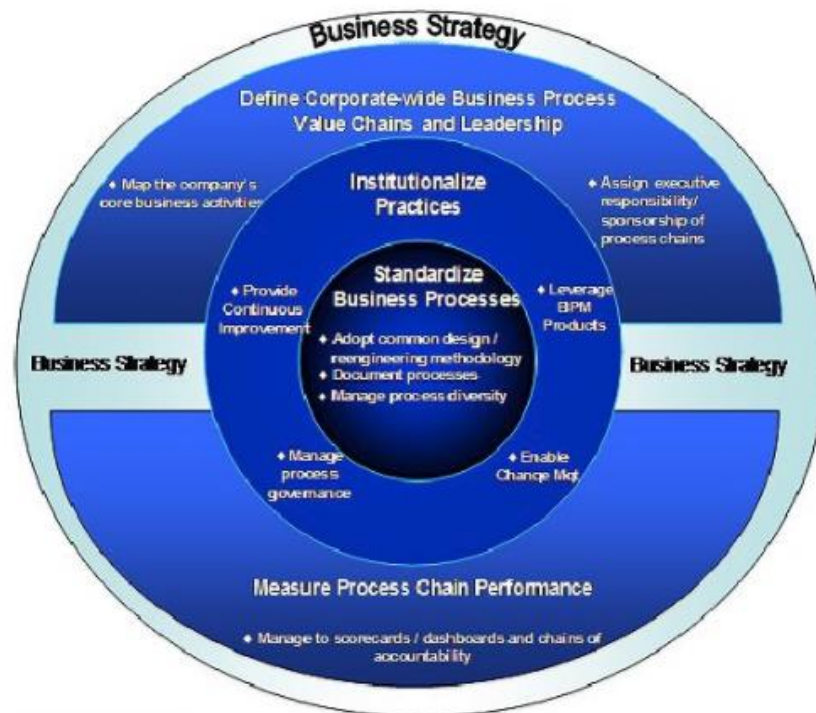 Business Strategy
Define Corporate-wide Business Process
Value Chains and Leadership
♦ Map the company's
core business activities
♦ Assign executive
responsibility/
sponsorship of
process chains
Institutionalize
Practices
♦ Provide
Continuous
Improvement
♦ Leverage
BPM
Products
Standardize
Business Processes
♦ Adopt common design /
reengineering methodology
♦ Document processes
♦ Manage process diversity
Business Strategy
Business Strategy
♦ Manage
process
governance
♦ Enable
Change Mgt.
Measure Process Chain Performance
♦ Manage to scorecards / dashboards and chains of
accountability